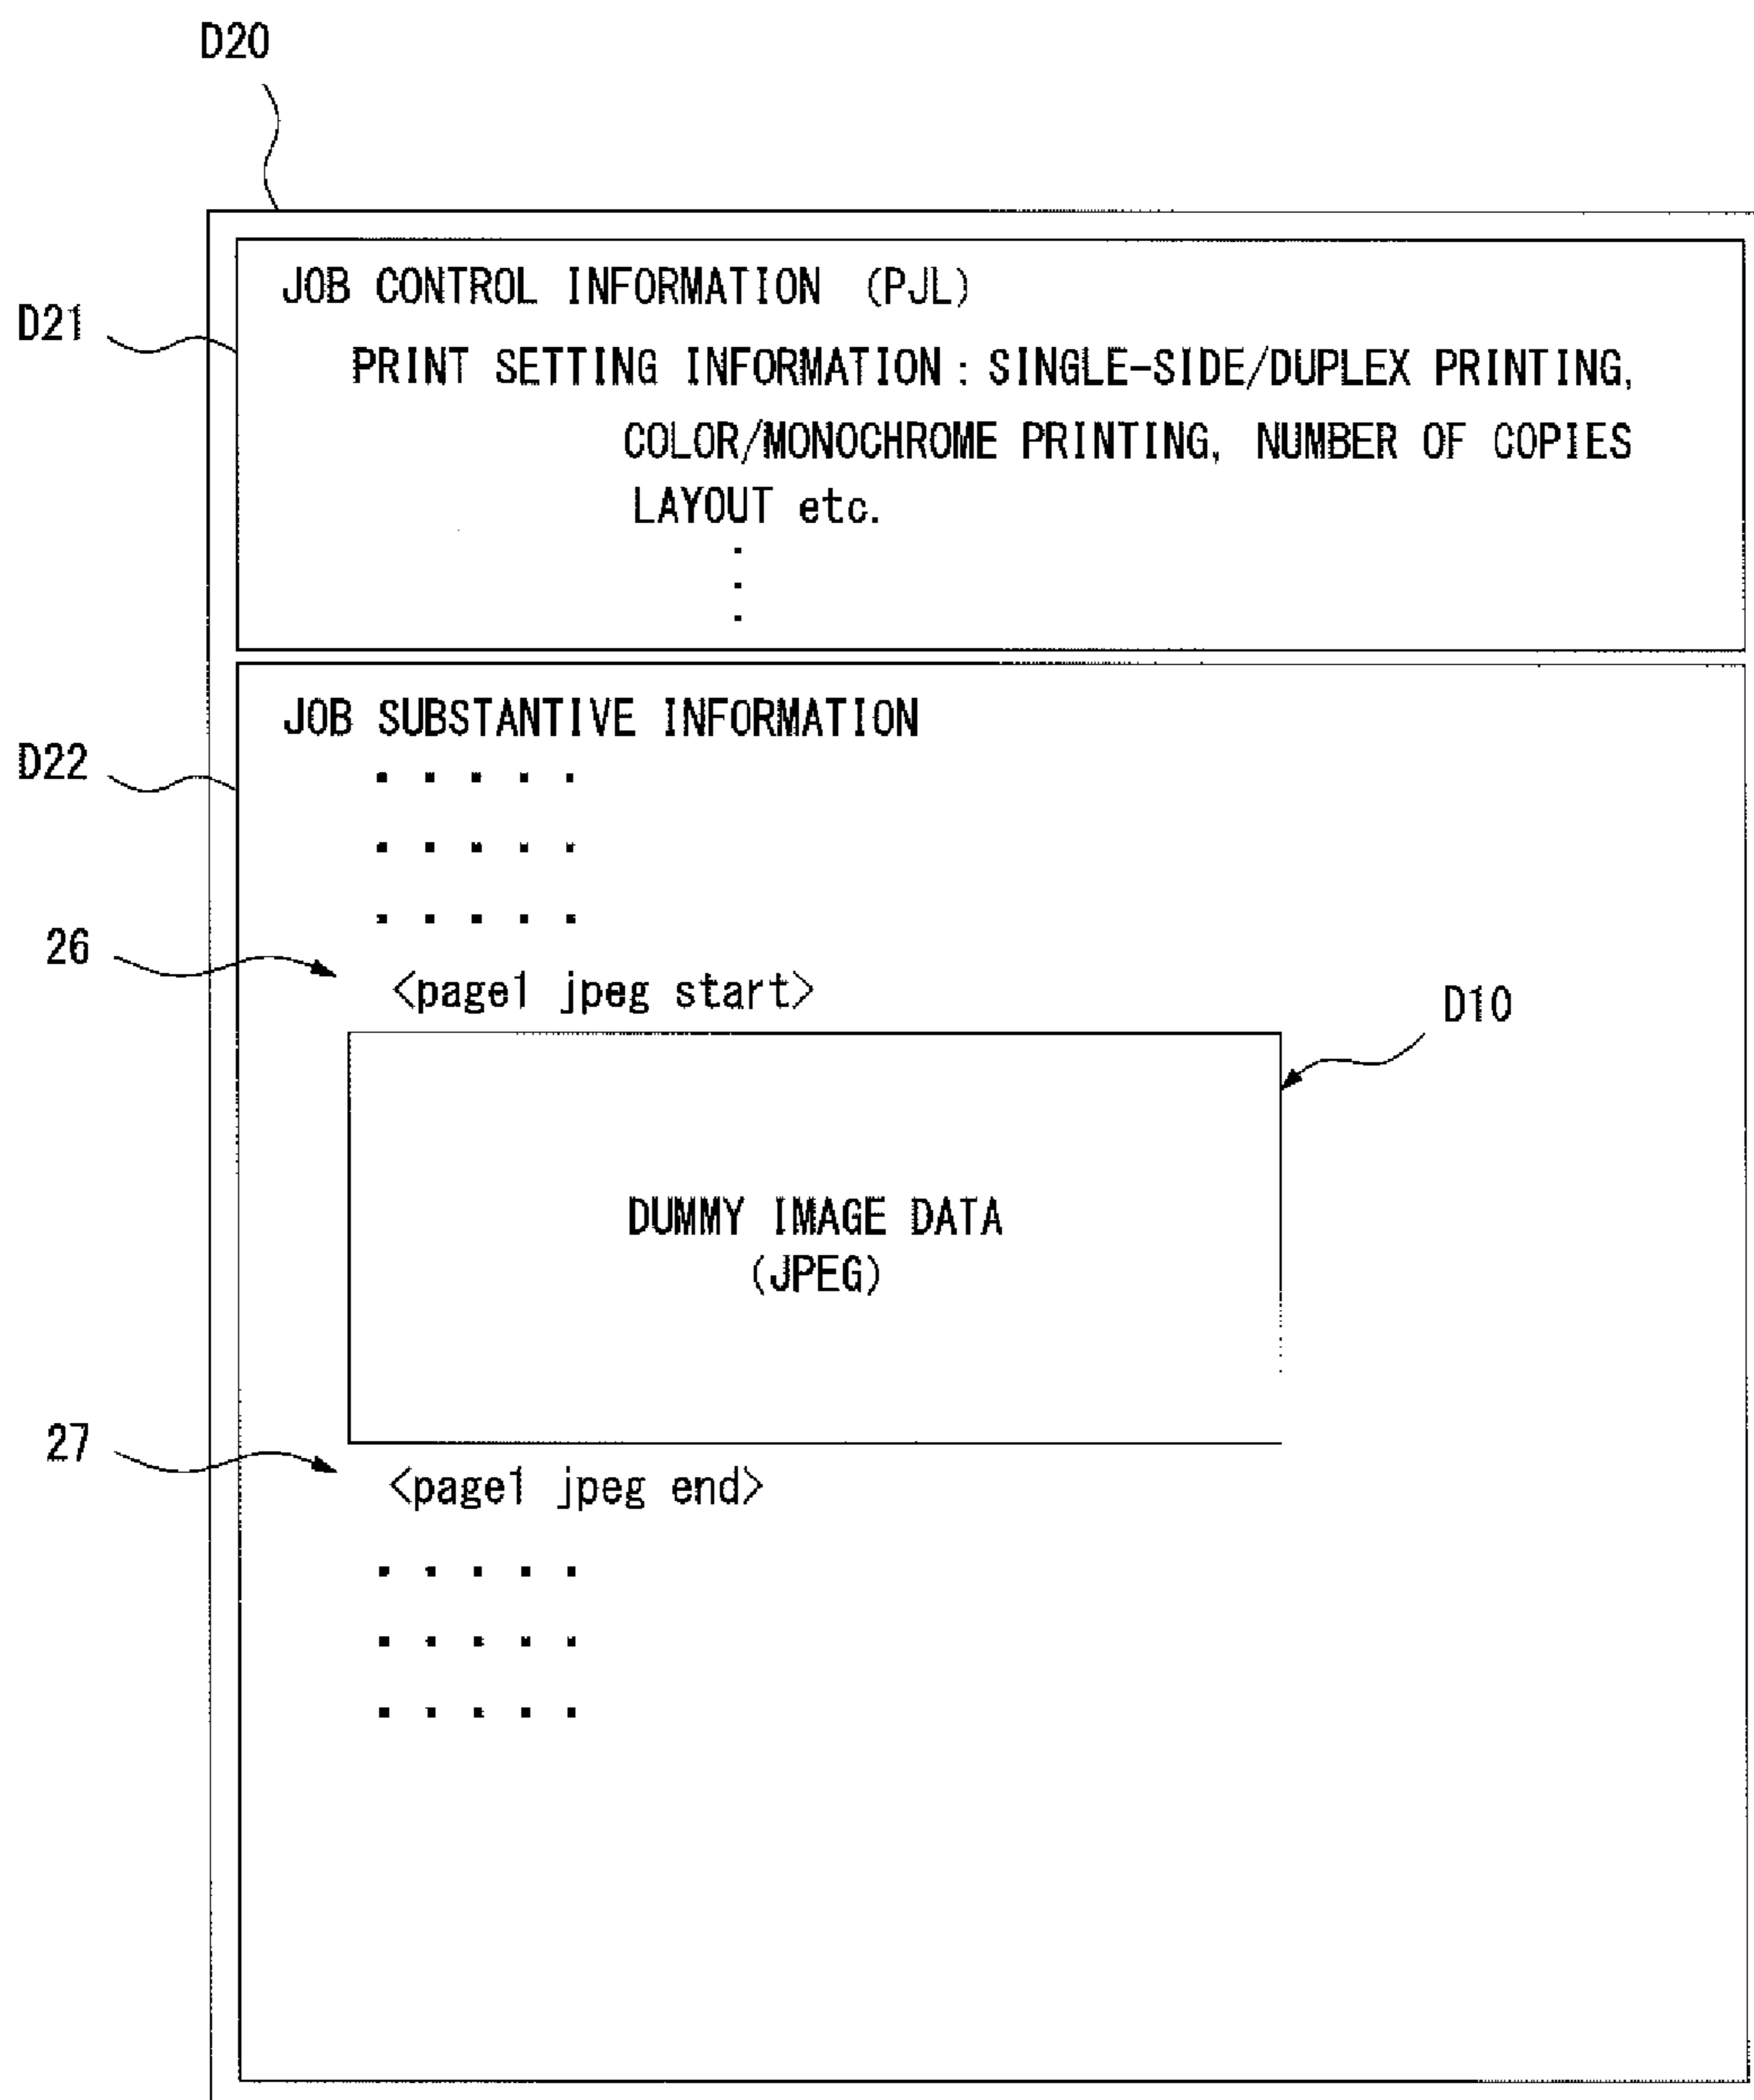 D20
D21
JOB CONTROL INFORMATION (PJL)
PRINT SETTING INFORMATION : SINGLE-SIDE/DUPLEX PRINTING,
COLOR/MONOCHROME PRINTING, NUMBER OF COPIES
LAYOUT etc.
D22
JOB SUBSTANTIVE INFORMATION
26
<page1 jpeg start>
D10
DUMMY IMAGE DATA
(JPEG)
27
<page1 jpeg end>